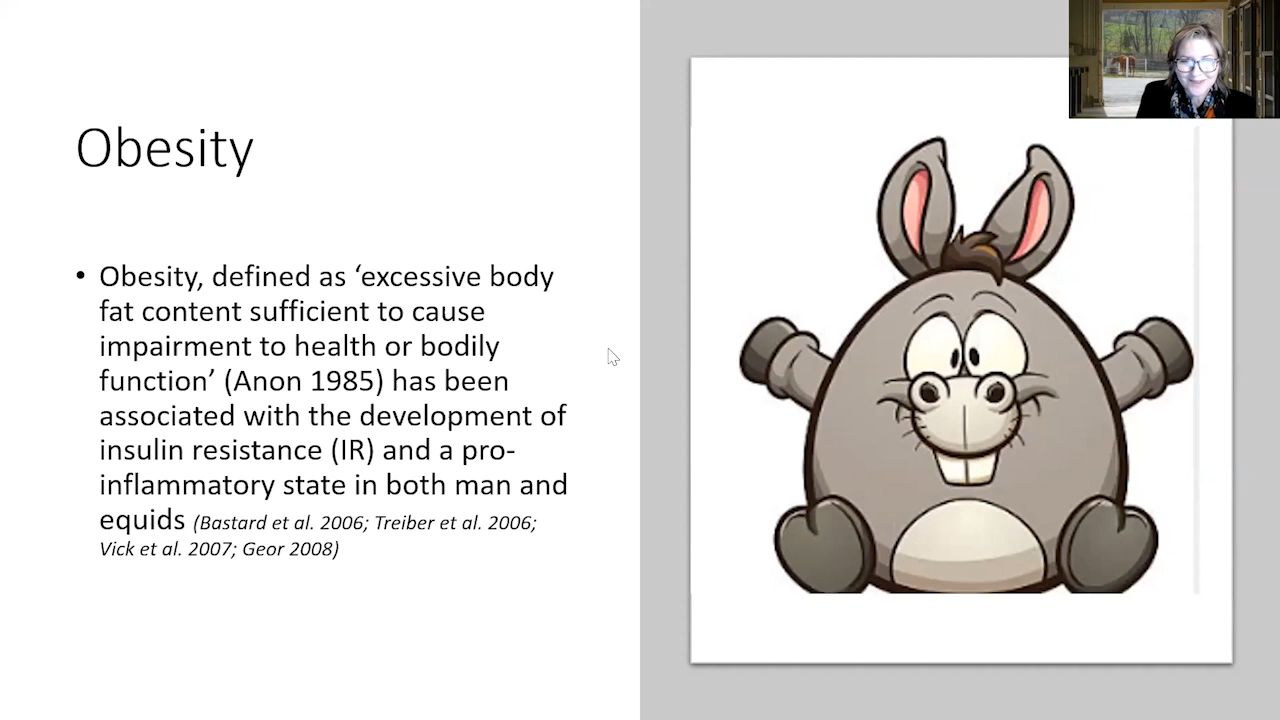 Obesity
• Obesity, defined as ‘excessive body
fat content sufficient to cause
impairment to health or bodily
function’ (Anon 1985) has been
associated with the development of
insulin resistance (IR) and a pro-
inflammatory state in both man and
equids (Bastard et al. 2006; Treiber et al. 2006;
Vick et al. 2007; Geor 2008)